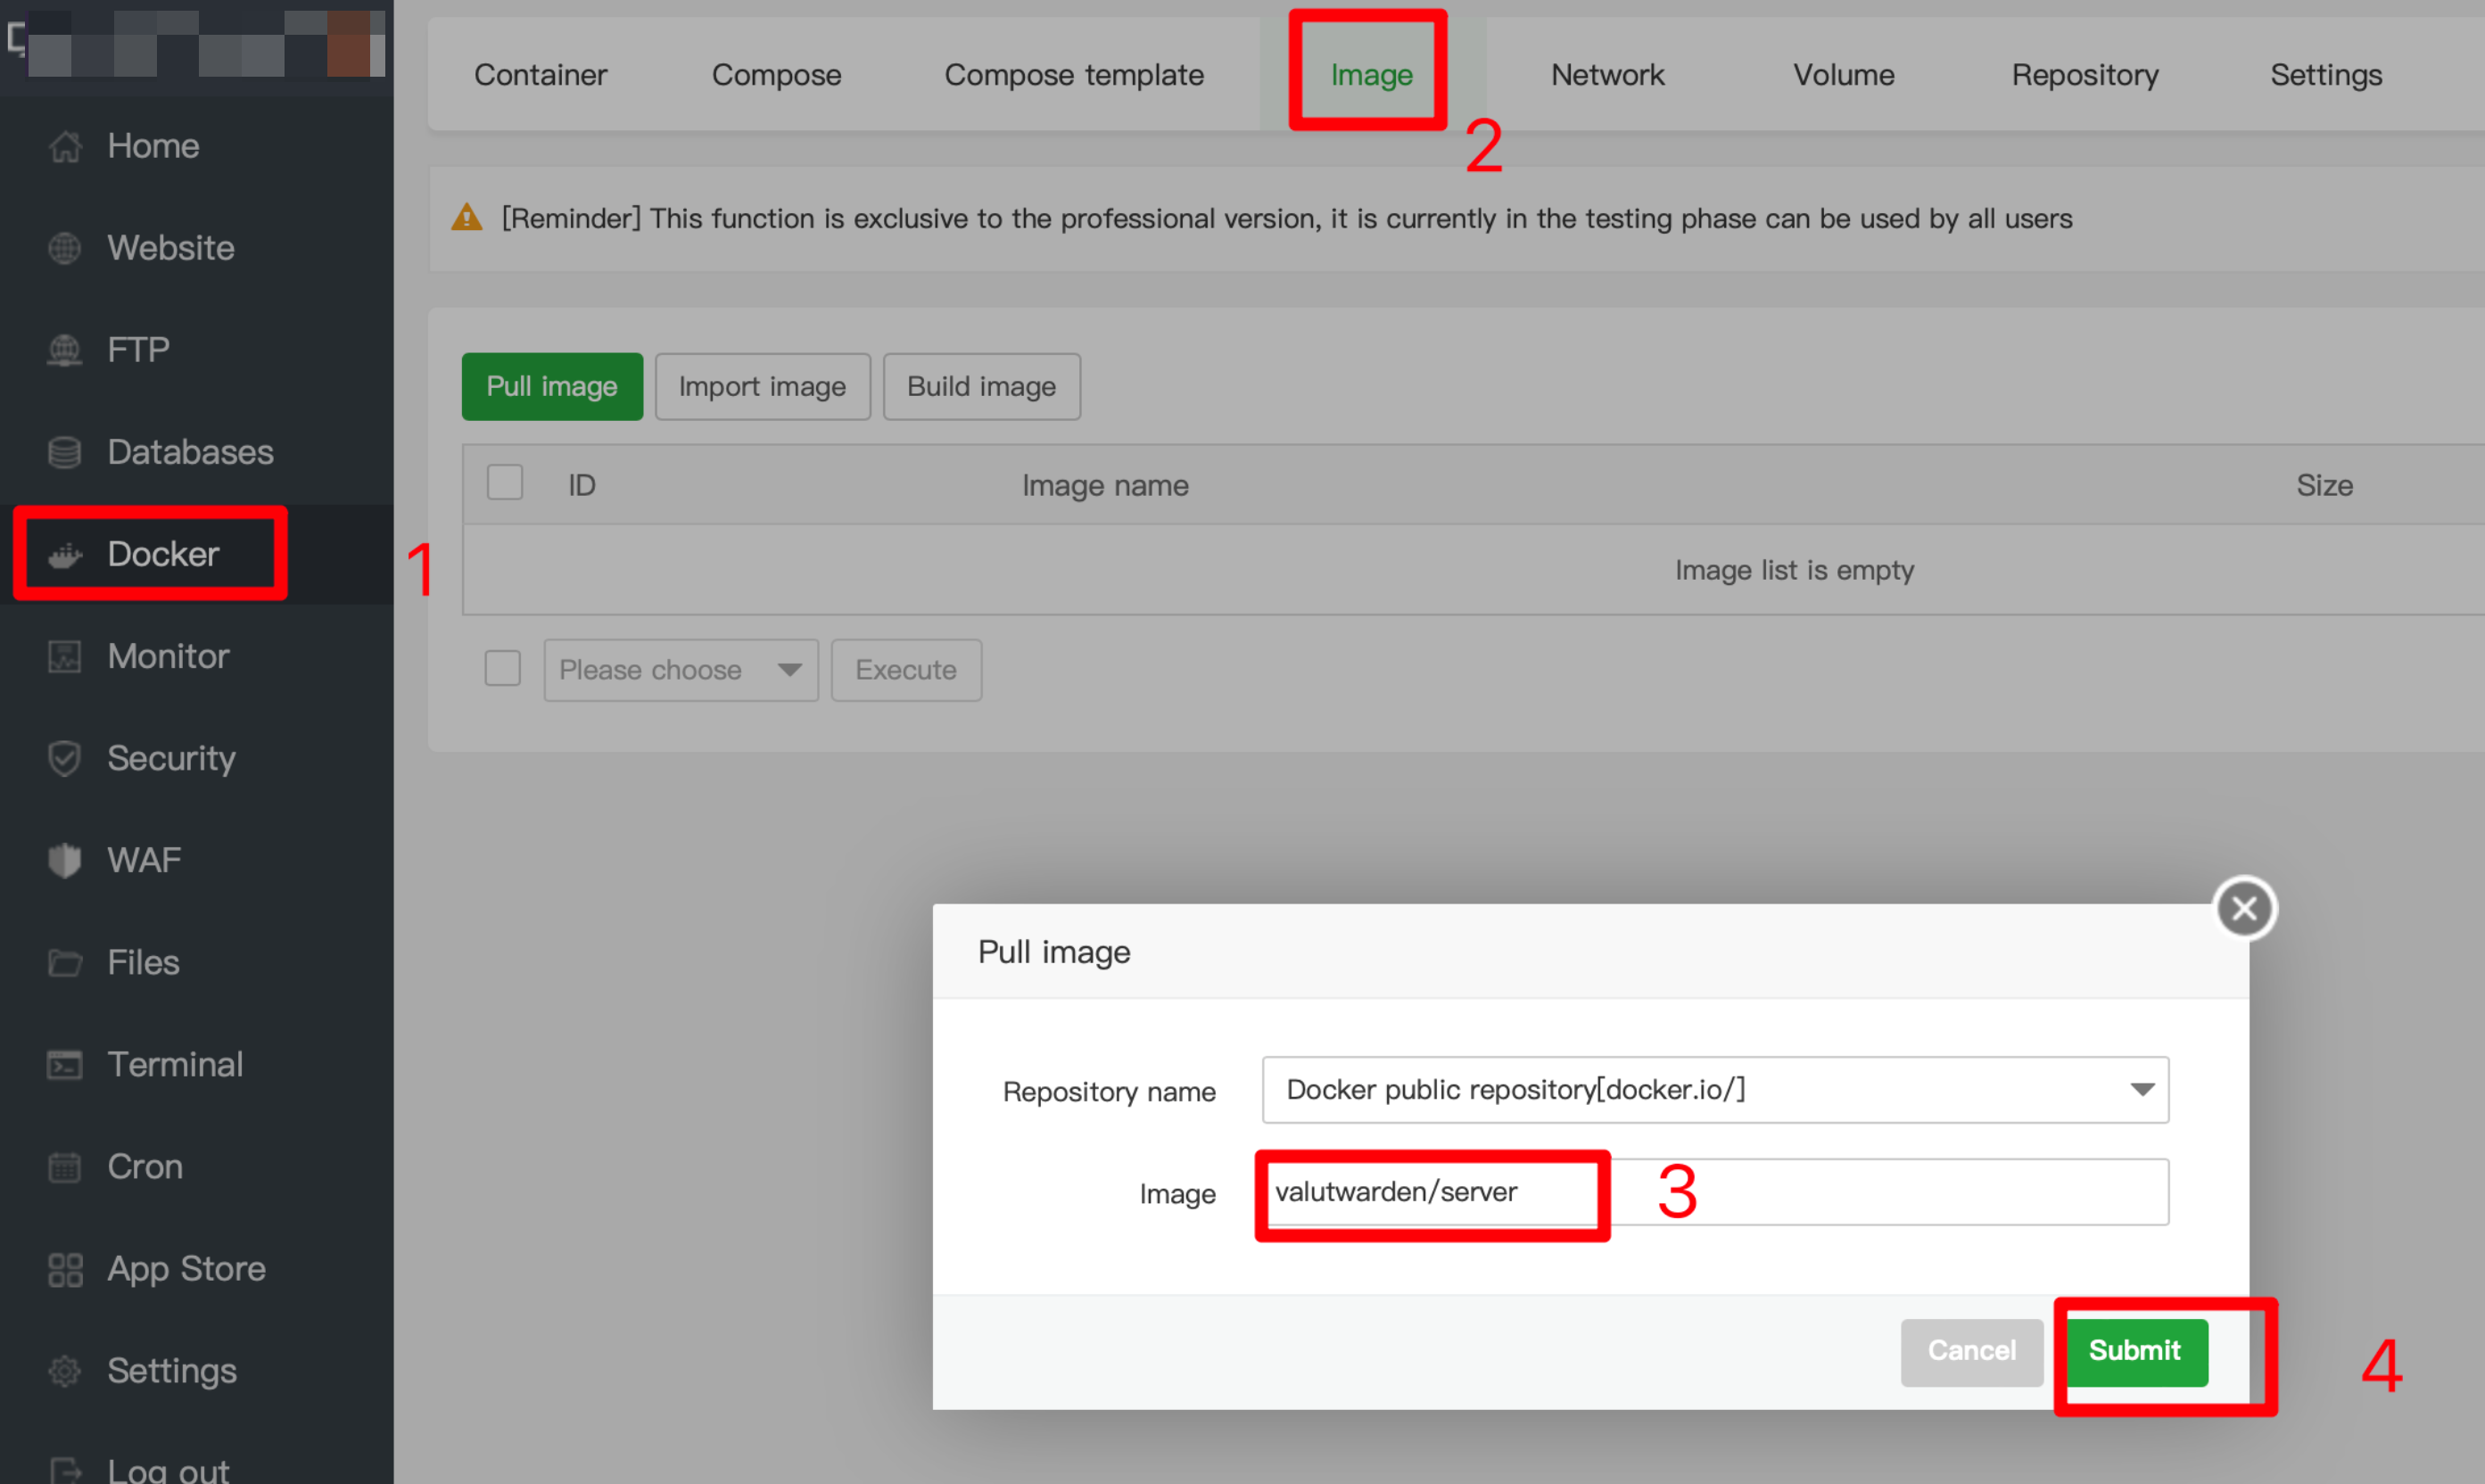 Home
Website
FTP
Databases
Docker
1
Monitor
Security
WAF
Files
Terminal
Cron
App Store
Settings
Log out
Container Compose Compose template Image Network Volume Repository Settings
2
[Reminder] This function is exclusive to the professional version, it is currently in the testing phase can be used by all users
Pull image Import image Build image
ID Image name Size
Image list is empty
Please choose Execute
Pull image
Repository name Docker public repository[docker.io/]
Image valutwarden/server 3
Cancel Submit 4